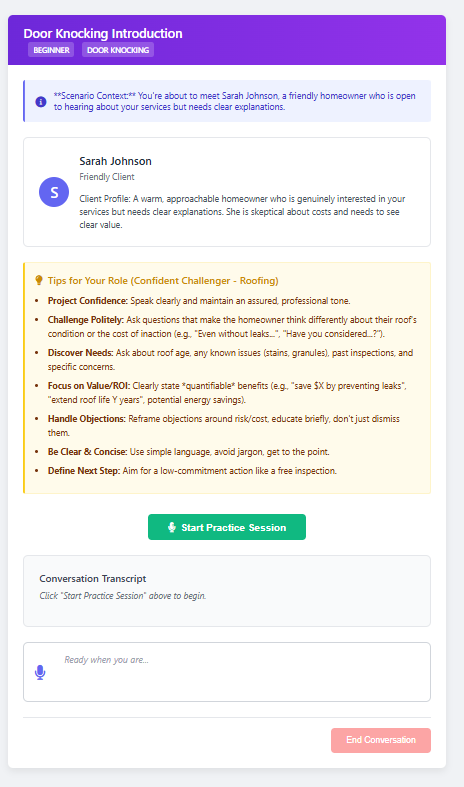 Door Knocking Introduction
BEGINNER DOOR KNOCKING
**Scenario Context:** You're about to meet Sarah Johnson, a friendly homeowner who is open
to hearing about your services but needs clear explanations.
Sarah Johnson
Friendly Client
S
Client Profile: A warm, approachable homeowner who is genuinely interested in your
services but needs clear explanations. She is skeptical about costs and needs to see
clear value.
Tips for Your Role (Confident Challenger - Roofing)
• Project Confidence: Speak clearly and maintain an assured, professional tone.
• Challenge Politely: Ask questions that make the homeowner think differently about their roof's
condition or the cost of inaction (e.g., "Even without leaks...", "Have you considered...?").
• Discover Needs: Ask about roof age, any known issues (stains, granules), past inspections, and
specific concerns.
• Focus on Value/ROI: Clearly state *quantifiable* benefits (e.g., "save $X by preventing leaks",
"extend roof life Y years", potential energy savings).
• Handle Objections: Reframe objections around risk/cost, educate briefly, don't just dismiss
them.
• Be Clear & Concise: Use simple language, avoid jargon, get to the point.
• Define Next Step: Aim for a low-commitment action like a free inspection.
Start Practice Session
Conversation Transcript
Click "Start Practice Session" above to begin.
Ready when you are...
End Conversation